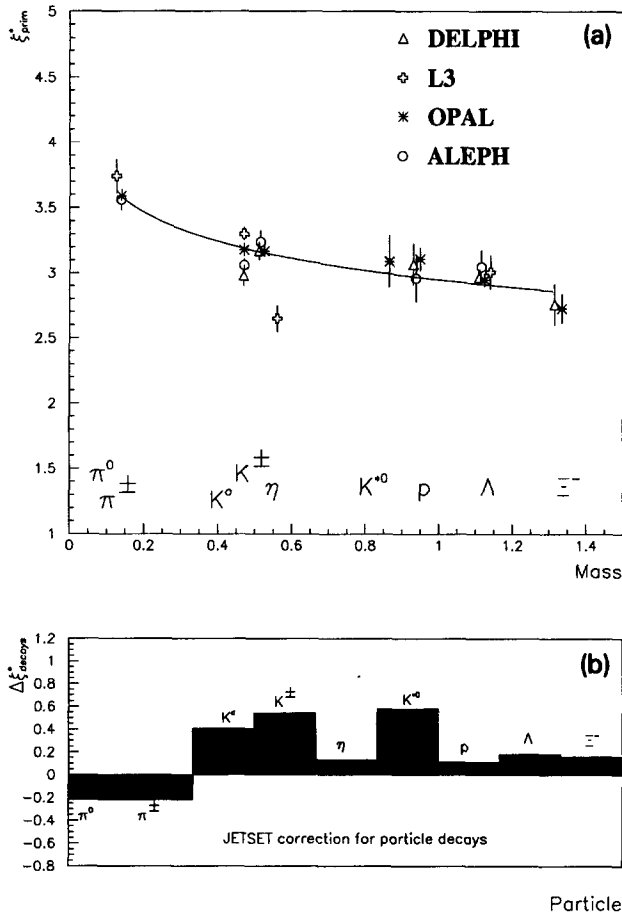 ξ*prim
5
4.5
4
3.5
3
2.5
2
1.5
1
(a)
DELPHI
L3
OPAL
ALEPH
π⁰
π±
K⁰
K±
η
K*⁰
p
Λ
Ξ⁻
0 0.2 0.4 0.6 0.8 1 1.2 1.4
Mass
Δξ*decays
1.2
1
0.8
0.6
0.4
0.2
0
−0.2
−0.4
−0.6
−0.8
(b)
π⁰ π± K⁰ K± η K*⁰ p Λ Ξ⁻
JETSET correction for particle decays
Particle